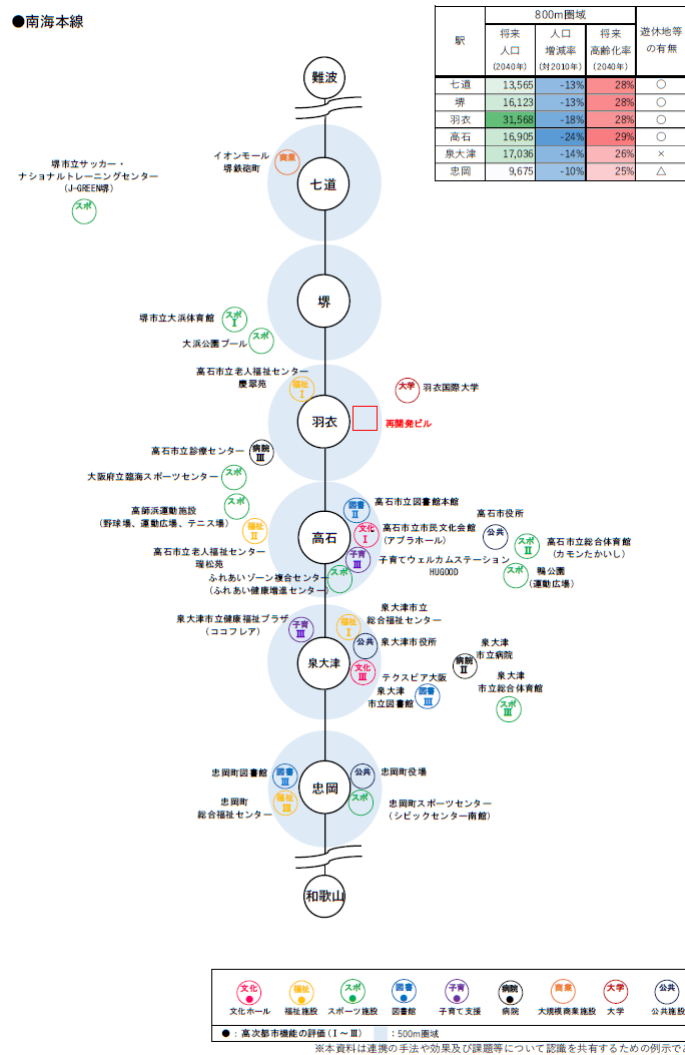 ●南海本線
駅
800m圏域
遊休地等
の有無
将来
人口
(2040年)
人口
増減率
(対2010年)
将来
高齢化率
(2040年)
七道 13,565 -13% 28% ○
堺 16,123 -13% 28% ○
羽衣 31,568 -18% 28% ○
高石 16,905 -24% 29% ○
泉大津 17,036 -14% 26% ×
忠岡 9,675 -10% 25% △
難波
堺市立サッカー・
ナショナルトレーニングセンター
(J-GREEN堺)
スポ
イオンモール
堺鉄砲町
商業
七道
堺
堺市立大浜体育館
スポ
Ⅰ
大浜公園プール
スポ
高石市立老人福祉センター
慶翠苑
福祉
Ⅰ
大学
羽衣国際大学
羽衣
再開発ビル
高石市立診療センター
病院
Ⅲ
大阪府立臨海スポーツセンター
スポ
高師浜運動施設
(野球場、運動広場、テニス場)
スポ
福祉
Ⅱ
高石市立老人福祉センター
瑞松苑
高石
図書
Ⅱ
高石市立図書館本館
文化
Ⅰ
高石市立市民文化会館
(アプラホール)
高石市役所
公共
スポ
Ⅱ
高石市立総合体育館
(カモンたかいし)
子育
Ⅲ
子育てウェルカムステーション
HUGOOD
ふれあいゾーン複合センター
(ふれあい健康増進センター)
スポ
スポ
鴨公園
(運動広場)
泉大津市立健康福祉プラザ
(ココフレア)
子育
Ⅲ
福祉
Ⅰ
泉大津市立
総合福祉センター
公共
泉大津市役所
泉大津
文化
Ⅲ
テクスピア大阪
泉大津
市立図書館
図書
Ⅲ
病院
Ⅱ
泉大津
市立病院
泉大津
市立総合体育館
スポ
Ⅲ
忠岡町図書館
図書
Ⅲ
忠岡町
総合福祉センター
福祉
Ⅲ
忠岡
公共
忠岡町役場
スポ
忠岡町スポーツセンター
(シビックセンター南館)
和歌山
文化
文化ホール
福祉
福祉施設
スポ
スポーツ施設
図書
図書館
子育
子育て支援
病院
病院
商業
大規模商業施設
大学
大学
公共
公共施設
●:高次都市機能の評価(Ⅰ~Ⅲ)
:500m圏域
※本資料は連携の手法や効果及び課題等について認識を共有するための例示であ